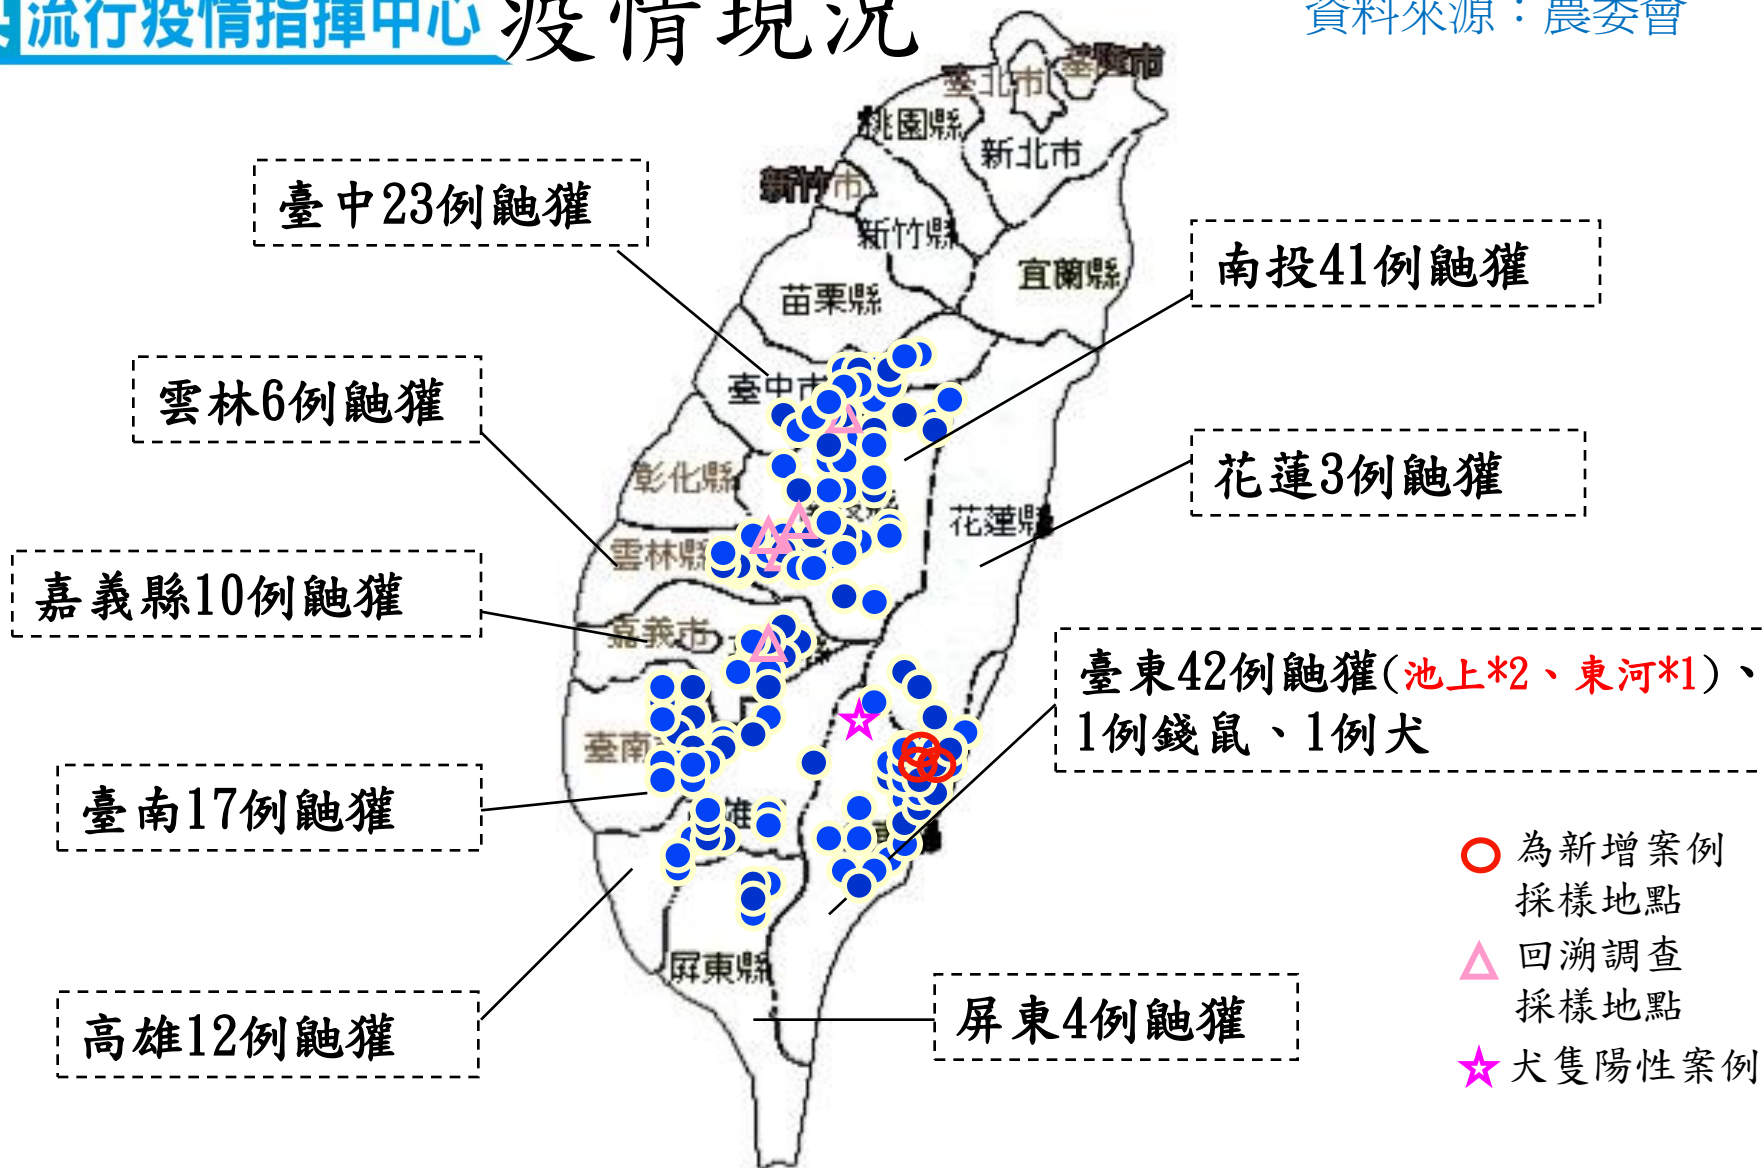 流行疫情指揮中心
疫情現況
資料來源：農委會
臺北市
基隆市
桃園縣
新北市
新竹市
新竹縣
宜蘭縣
苗栗縣
臺中23例鼬獾
南投41例鼬獾
臺中市
雲林6例鼬獾
彰化縣
花蓮3例鼬獾
花蓮縣
雲林縣
嘉義縣10例鼬獾
嘉義市
臺東42例鼬獾(池上*2、東河*1)、
1例錢鼠、1例犬
臺南
臺南17例鼬獾
雄
為新增案例
採樣地點
回溯調查
採樣地點
屏東縣
高雄12例鼬獾
屏東4例鼬獾
犬隻陽性案例